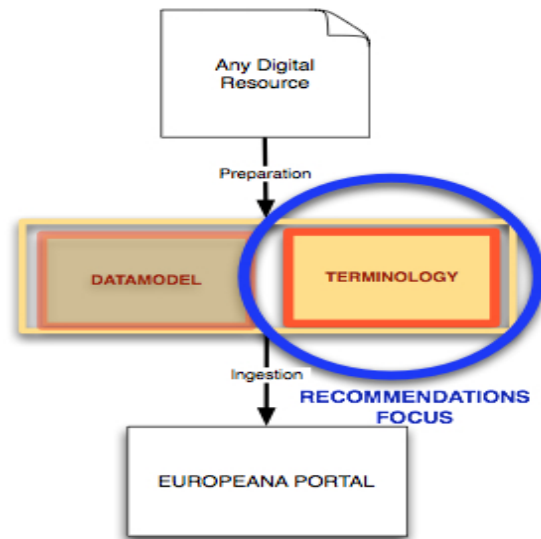 Any Digital
Resource
Preparation
DATAMODEL
TERMINOLOGY
Ingestion
RECOMMENDATIONS
FOCUS
EUROPEANA PORTAL